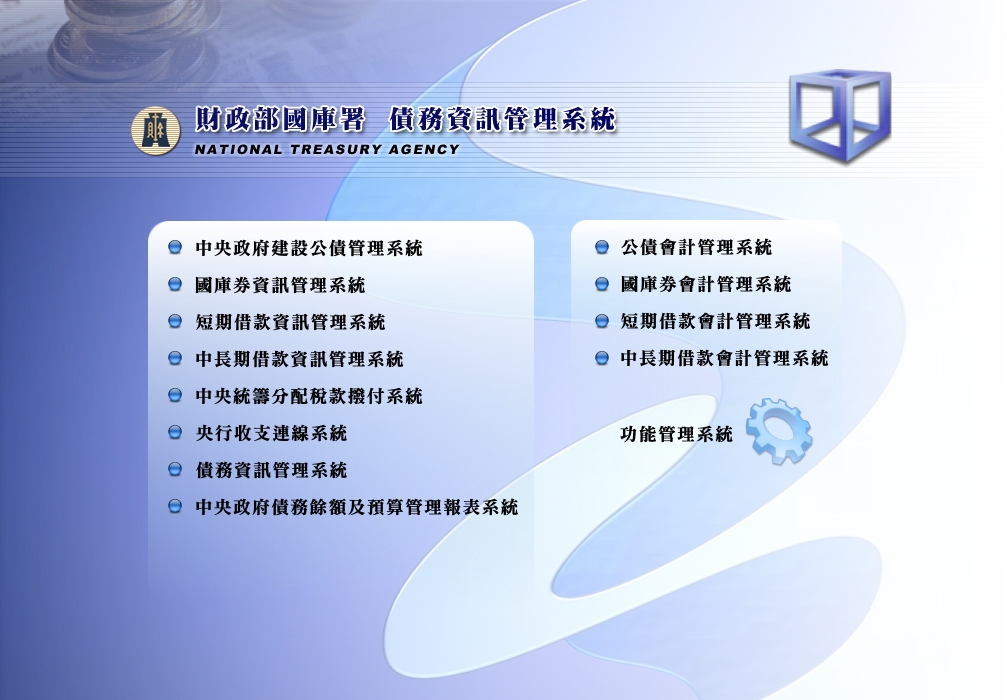 財政部國庫署 債務資訊管理系統
NATIONAL TREASURY AGENCY
中央政府建設公債管理系統
國庫券資訊管理系統
短期借款資訊管理系統
中長期借款資訊管理系統
中央統籌分配稅款撥付系統
央行收支連線系統
債務資訊管理系統
中央政府債務餘額及預算管理報表系統
公債會計管理系統
國庫券會計管理系統
短期借款會計管理系統
中長期借款會計管理系統
功能管理系統